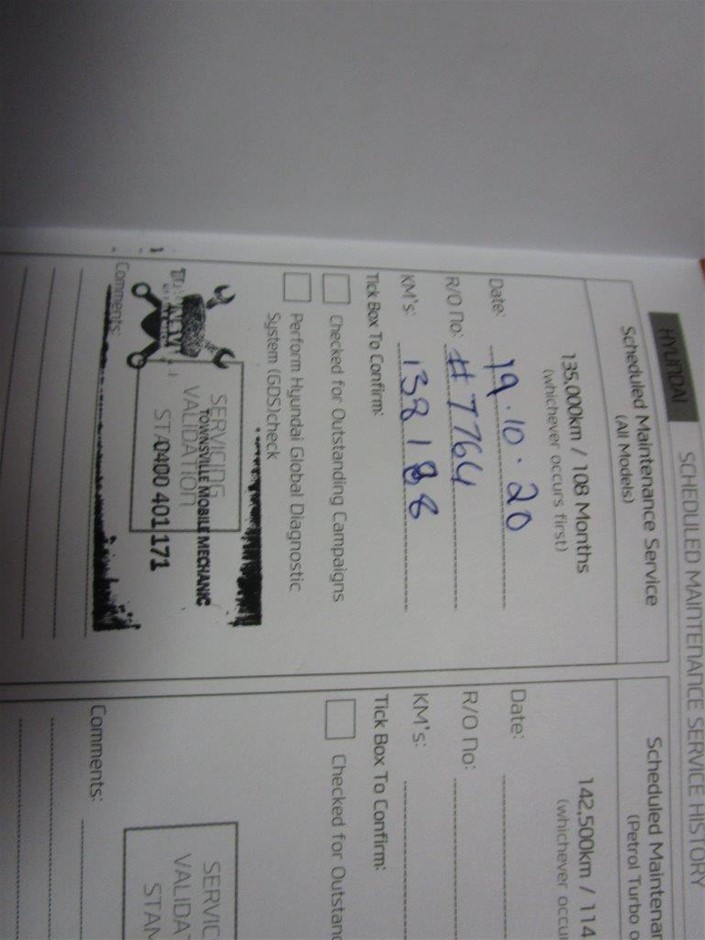 HYUNDAI SCHEDULED MAINTENANCE SERVICE HISTORY
Scheduled Maintenance Service
(All Models)
135,000km / 108 Months
(whichever occurs first)
Date: 19.10.20
R/O No: #7764
KM's: 138188
Tick Box To Confirm:
Checked for Outstanding Campaigns
Perform Hyundai Global Diagnostic
System (GDS)check
SERVICING
VALIDATION
TOWNSVILLE MOBILE MECHANIC
0400 401 171
Comments:
Scheduled Maintenan
(Petrol Turbo o
142,500km / 114
(whichever occu
Date:
R/O No:
KM's:
Tick Box To Confirm:
Checked for Outstand
SERVIC
VALIDAT
STAM
Comments: